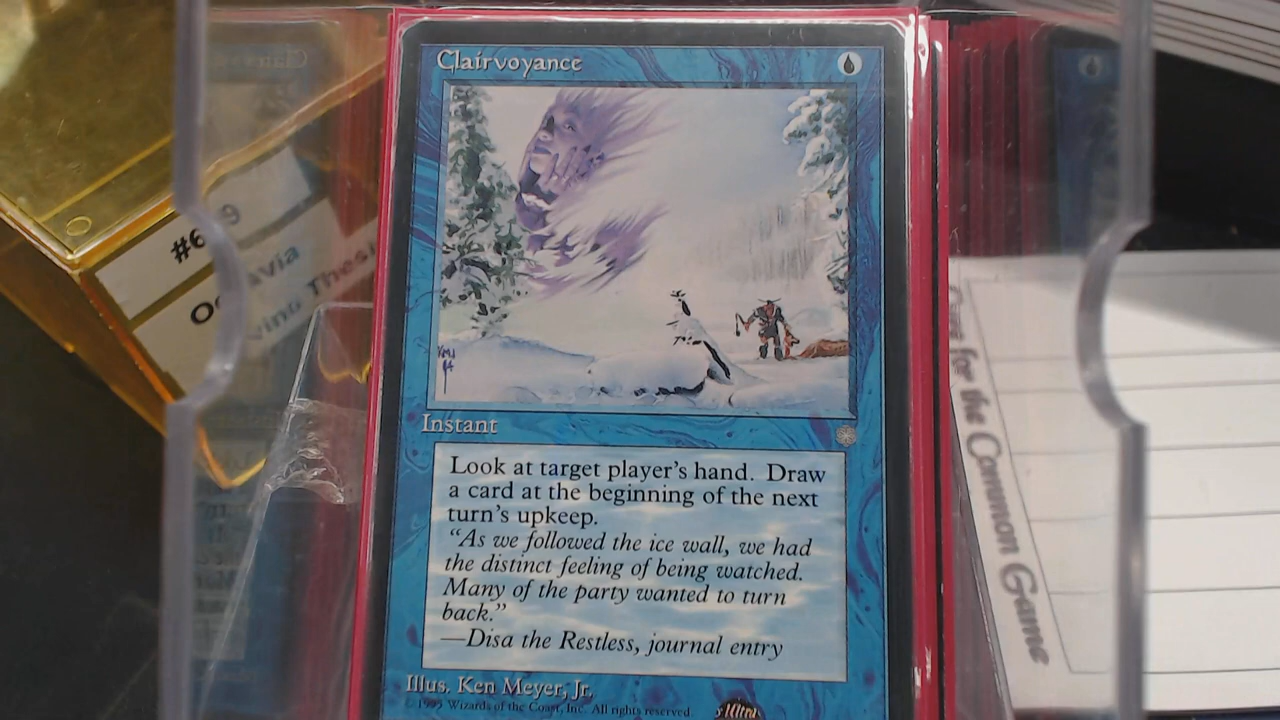 Clairvoyance
Instant
Look at target player's hand. Draw
a card at the beginning of the next
turn's upkeep.
"As we followed the ice wall, we had
the distinct feeling of being watched.
Many of the party wanted to turn
back."
—Disa the Restless, journal entry
Illus. Ken Meyer, Jr.
© 1995 Wizards of the Coast, Inc. All rights reserved
Ultra
for the Common Game